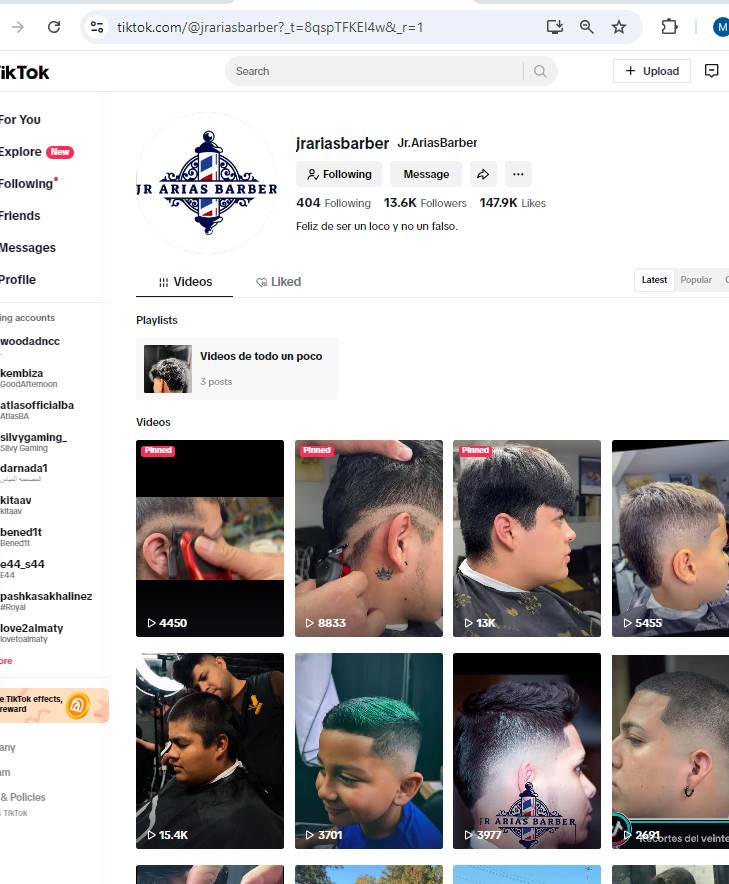 tiktok.com/@jrariasbarber?_t=8qspTFKEI4w&_r=1
M
ikTok
Search
+ Upload
For You
Explore New
Following
Friends
Messages
Profile
ing accounts
woodadncc
.
kembiza
GoodAfternoon
atlasofficialba
AtlasBA
silvygaming_
Silvy Gaming
darnada1
kitaav
kitaav
bened1t
Bened1t
e44_s44
E44
pashkasakhalinez
#Royal
love2almaty
lovetoalmaty
ore
e TikTok effects,
reward
any
am
& Policies
TikTok
JR ARIAS BARBER
jrariasbarber Jr.AriasBarber
Following Message
404 Following 13.6K Followers 147.9K Likes
Feliz de ser un loco y no un falso.
Videos Liked
Latest Popular
Playlists
Videos de todo un poco
3 posts
Videos
Pinned Pinned Pinned
4450 8833 13K 5455
JR ARIAS BARBER
15.4K 3701 3977 2691
Recortes del veinte